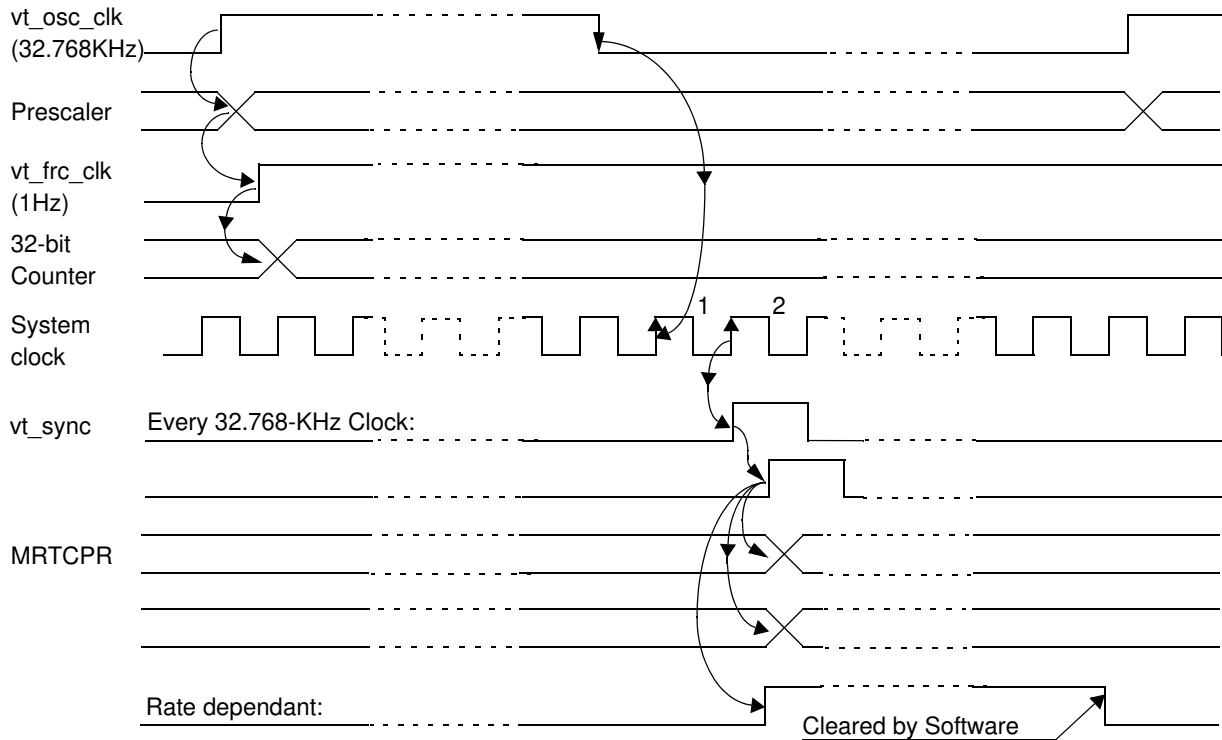 vt_osc_clk
(32.768KHz)
Prescaler
vt_frc_clk
(1Hz)
32-bit
Counter
System
clock
1
2
vt_sync
Every 32.768-KHz Clock:
MRTCPR
Rate dependant:
Cleared by Software